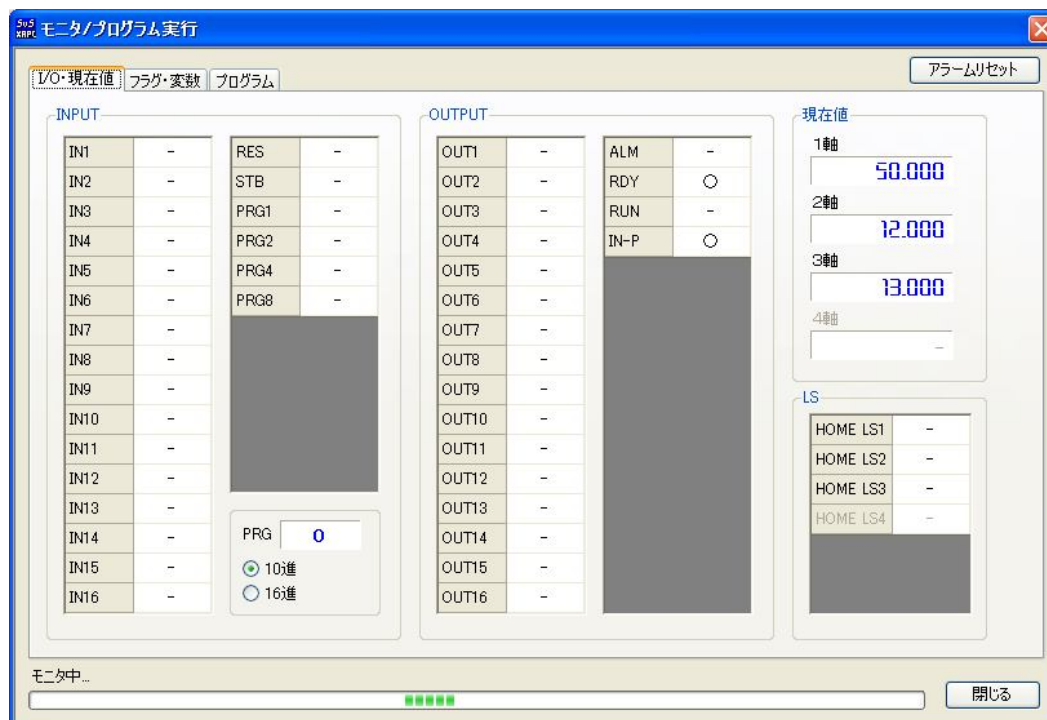 SVS XRPL モニタ/プログラム実行
I/O・現在値 フラグ・変数 プログラム
アラームリセット
INPUT
IN1 -
IN2 -
IN3 -
IN4 -
IN5 -
IN6 -
IN7 -
IN8 -
IN9 -
IN10 -
IN11 -
IN12 -
IN13 -
IN14 -
IN15 -
IN16 -
RES -
STB -
PRG1 -
PRG2 -
PRG4 -
PRG8 -
PRG 0
10進
16進
OUTPUT
OUT1 -
OUT2 -
OUT3 -
OUT4 -
OUT5 -
OUT6 -
OUT7 -
OUT8 -
OUT9 -
OUT10 -
OUT11 -
OUT12 -
OUT13 -
OUT14 -
OUT15 -
OUT16 -
ALM -
RDY ○
RUN -
IN-P ○
現在値
1軸
50.000
2軸
12.000
3軸
13.000
4軸
-
LS
HOME LS1 -
HOME LS2 -
HOME LS3 -
HOME LS4 -
モニタ中...
閉じる